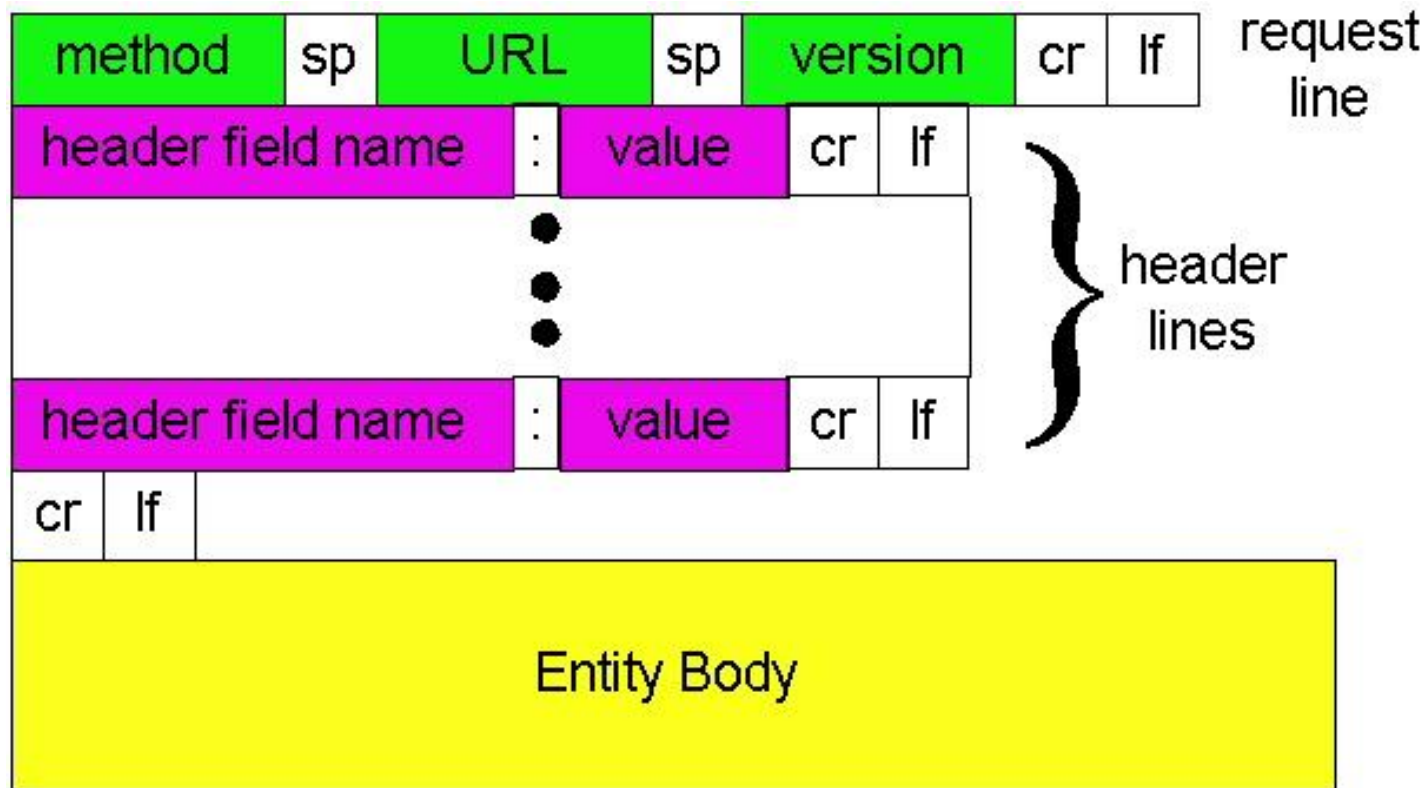 method sp URL sp version cr lf request line
header field name : value cr lf
header lines
header field name : value cr lf
cr lf
Entity Body